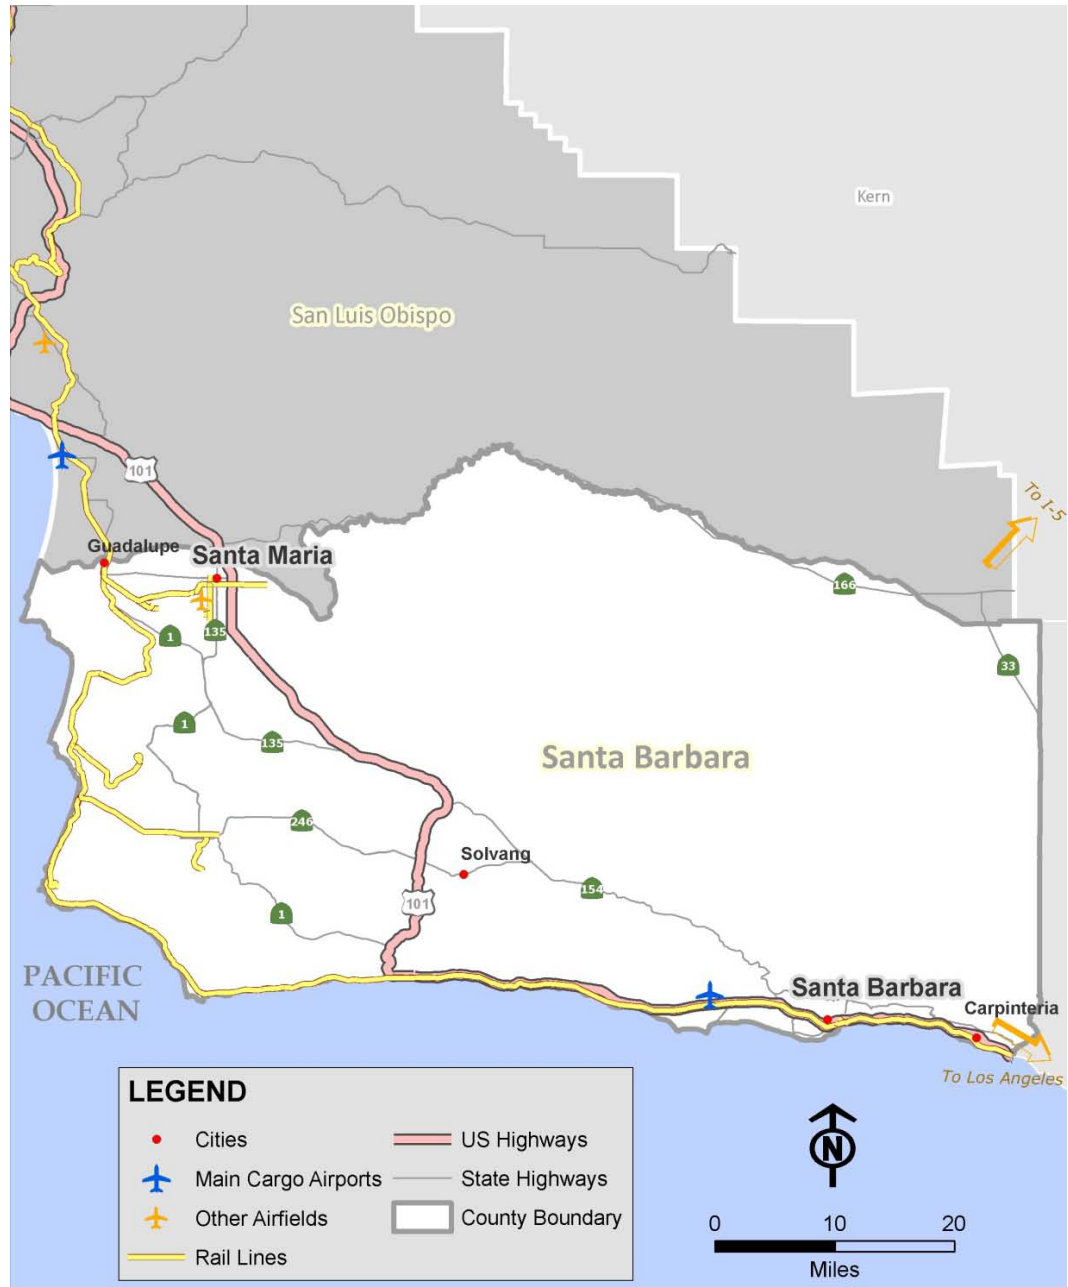 Kern
San Luis Obispo
To I-5
101
Guadalupe
Santa Maria
166
1
135
33
1
135
Santa Barbara
246
Solvang
154
101
1
PACIFIC
OCEAN
Santa Barbara
Carpinteria
To Los Angeles
LEGEND
Cities
US Highways
Main Cargo Airports
State Highways
Other Airfields
County Boundary
Rail Lines
N
0 10 20
Miles